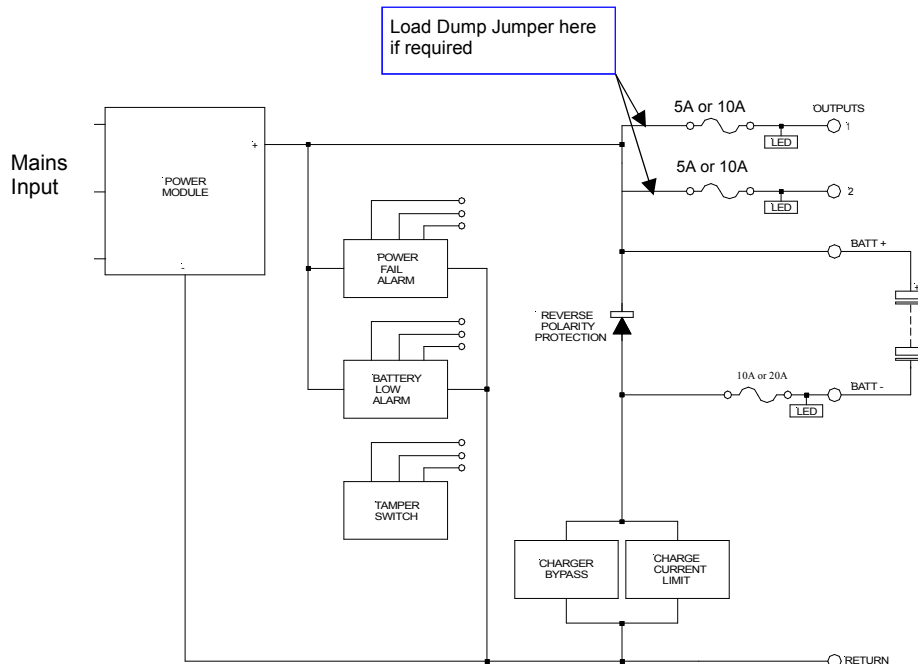 Load Dump Jumper here
if required
5A or 10A
OUTPUTS
1
Mains
Input
+
POWER
MODULE
-
5A or 10A
LED
2
LED
POWER
FAIL
ALARM
BATT +
+
REVERSE
POLARITY
PROTECTION
BATTERY
LOW
ALARM
10A or 20A
BATT -
LED
TAMPER
SWITCH
CHARGER
BYPASS
CHARGE
CURRENT
LIMIT
RETURN